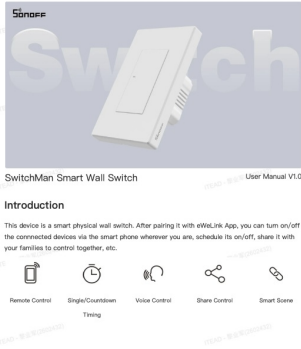 SONOFF
Switch
SwitchMan Smart Wall Switch
User Manual V1.0
Introduction
This device is a smart physical wall switch. After pairing it with eWeLink App, you can turn on/off
the connnected devices via the smart phone wherever you are, schedule its on/off, share it with
your families to control together, etc.
Remote Control
Single/Countdown
Timing
Voice Control
Share Control
Smart Scene